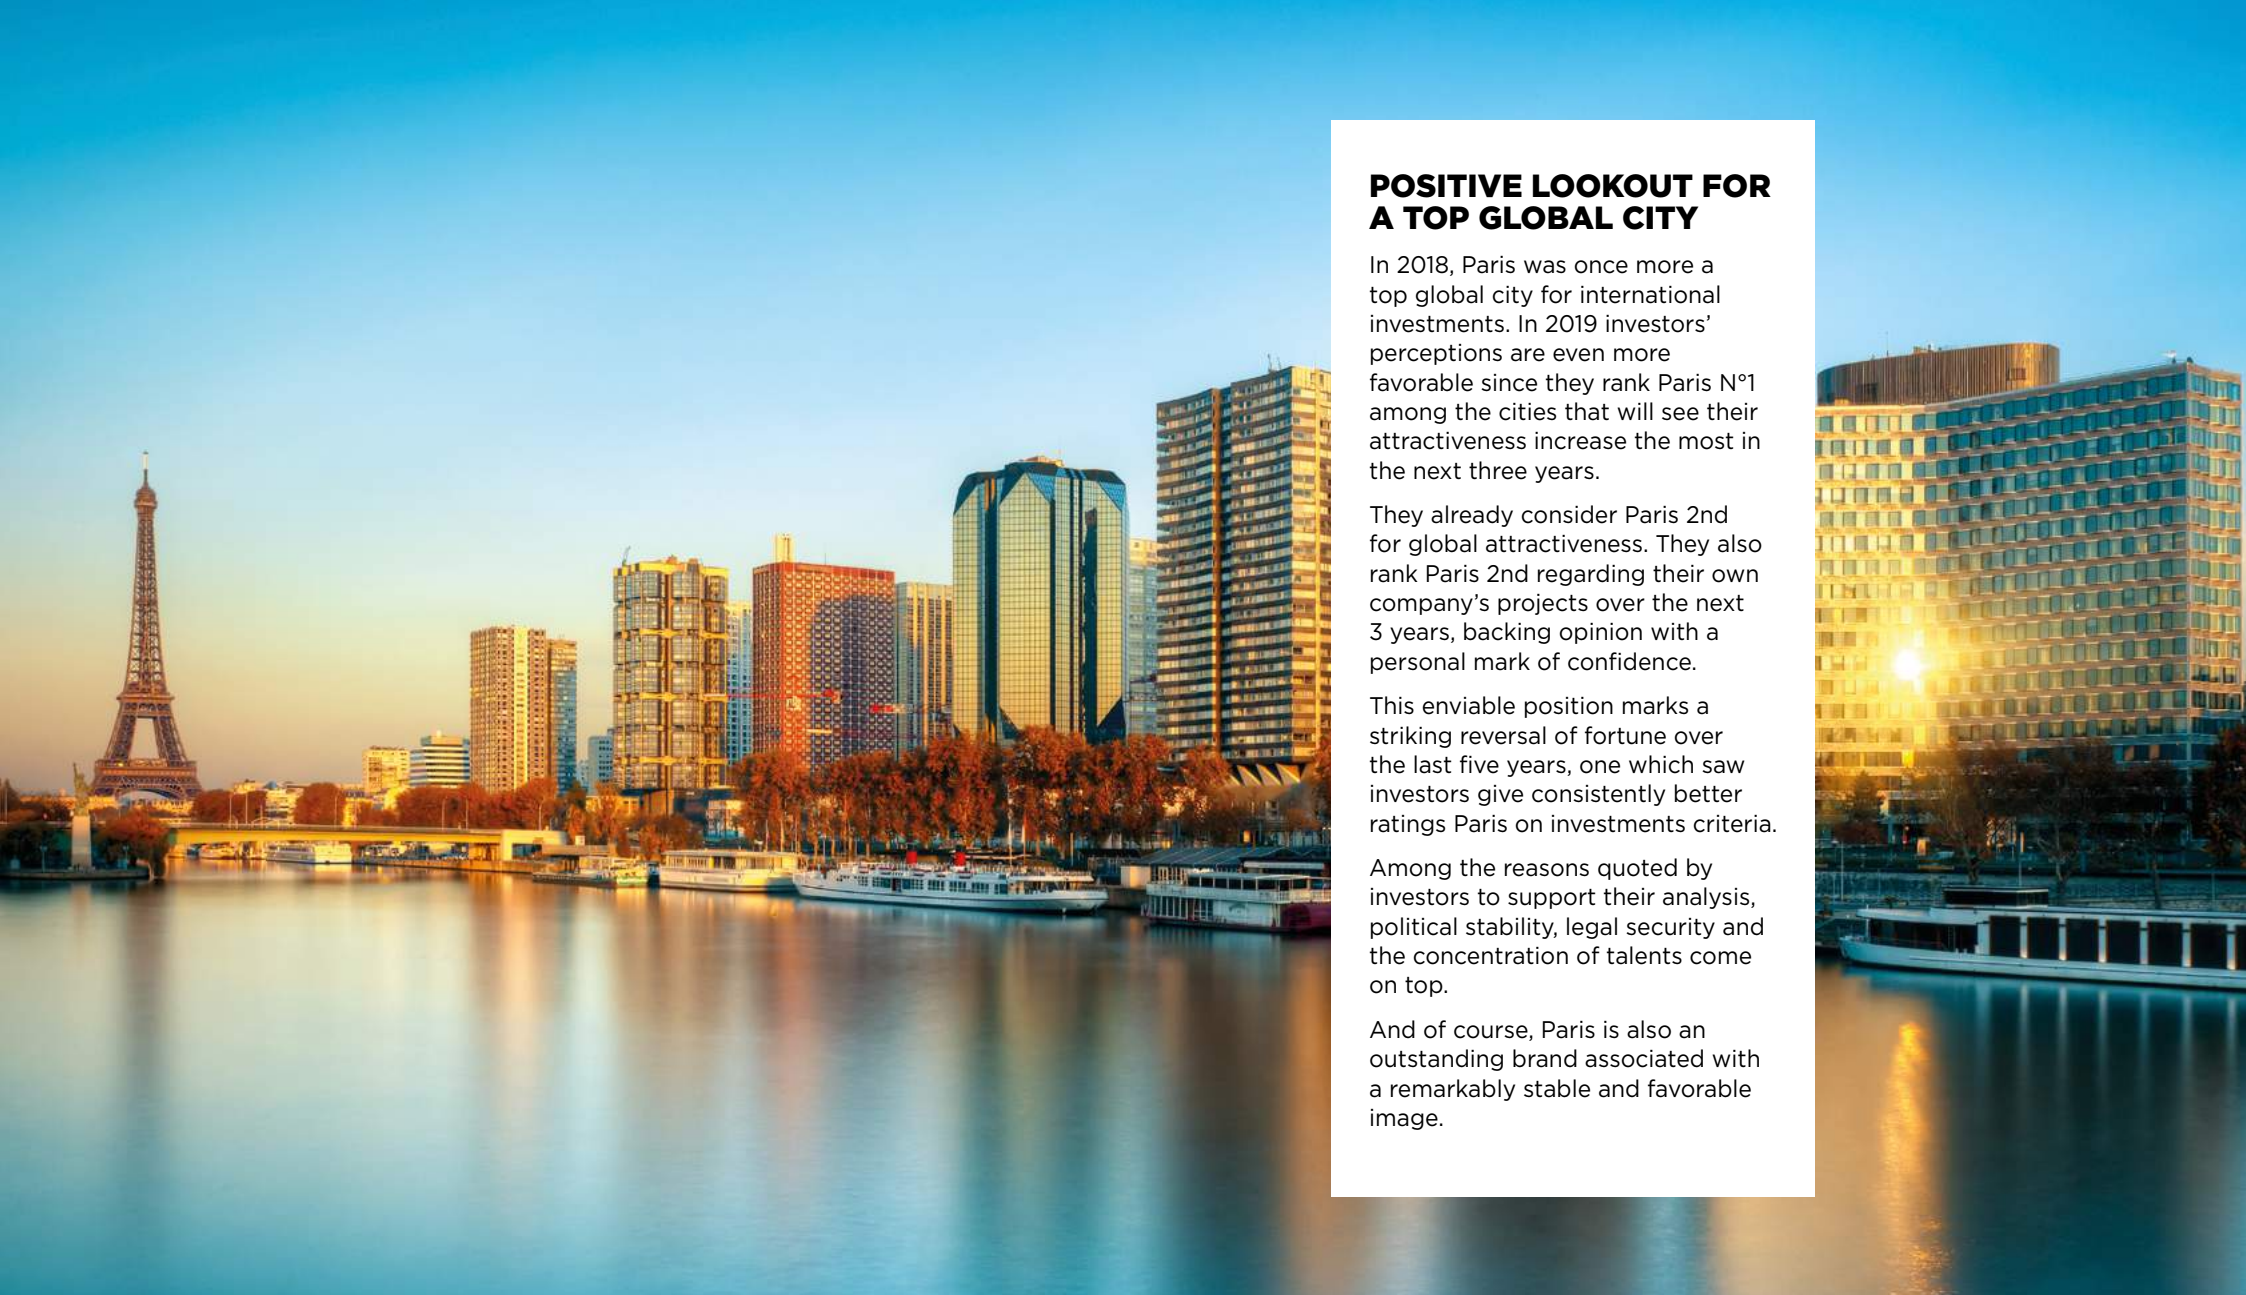 POSITIVE LOOKOUT FOR
A TOP GLOBAL CITY
In 2018, Paris was once more a
top global city for international
investments. In 2019 investors’
perceptions are even more
favorable since they rank Paris N°1
among the cities that will see their
attractiveness increase the most in
the next three years.
They already consider Paris 2nd
for global attractiveness. They also
rank Paris 2nd regarding their own
company’s projects over the next
3 years, backing opinion with a
personal mark of confidence.
This enviable position marks a
striking reversal of fortune over
the last five years, one which saw
investors give consistently better
ratings Paris on investments criteria.
Among the reasons quoted by
investors to support their analysis,
political stability, legal security and
the concentration of talents come
on top.
And of course, Paris is also an
outstanding brand associated with
a remarkably stable and favorable
image.